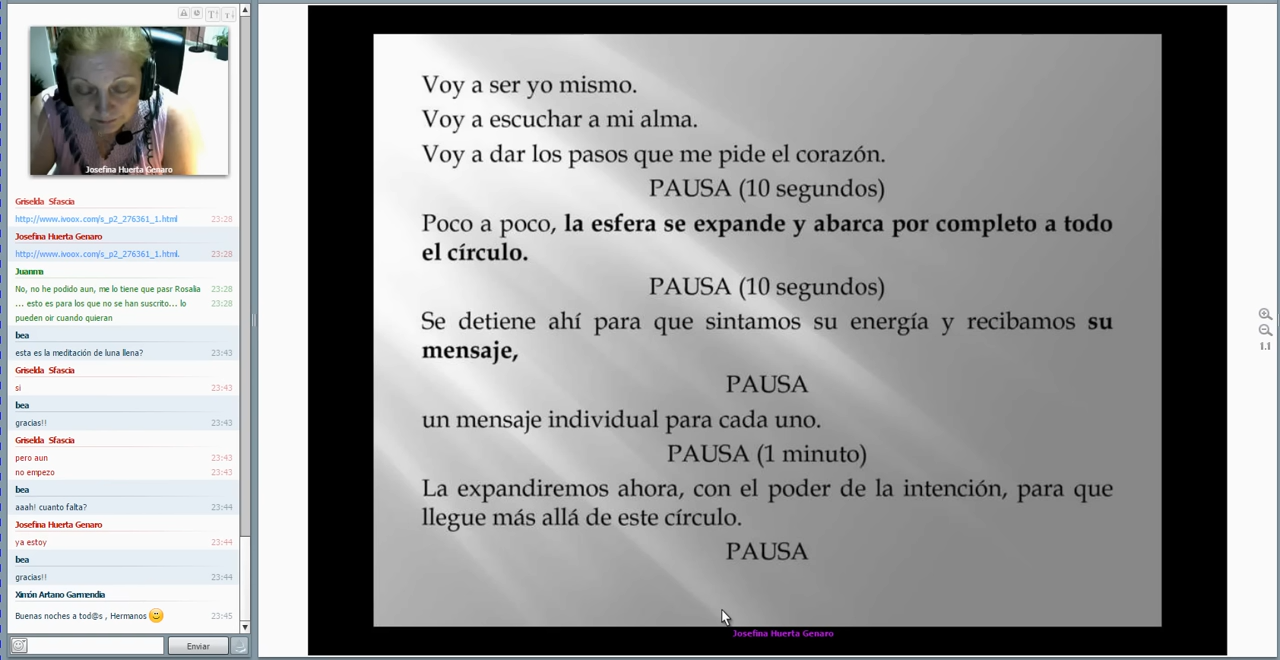 Josefina Huerta Genaro
Griselda Sfascia
http://www.ivoox.com/s_p2_276361_1.html 23:28
Josefina Huerta Genaro
http://www.ivoox.com/s_p2_276361_1.html. 23:28
Juanma
No, no he podido aun, me lo tiene que pasr Rosalia 23:28
... esto es para los que no se han suscrito... lo 23:28
pueden oir cuando quieran
bea
esta es la meditación de luna llena? 23:43
Griselda Sfascia
si 23:43
bea
gracias!! 23:43
Griselda Sfascia
pero aun 23:43
no empezo 23:43
bea
aaah! cuanto falta? 23:44
Josefina Huerta Genaro
ya estoy 23:44
bea
gracias!! 23:44
Ximón Artano Garmendia
Buenas noches a tod@s , Hermanos 23:45
Enviar
Voy a ser yo mismo.
Voy a escuchar a mi alma.
Voy a dar los pasos que me pide el corazón.
PAUSA (10 segundos)
Poco a poco, la esfera se expande y abarca por completo a todo
el círculo.
PAUSA (10 segundos)
Se detiene ahí para que sintamos su energía y recibamos su
mensaje,
PAUSA
un mensaje individual para cada uno.
PAUSA (1 minuto)
La expandiremos ahora, con el poder de la intención, para que
llegue más allá de este círculo.
PAUSA
Josefina Huerta Genaro
1.1